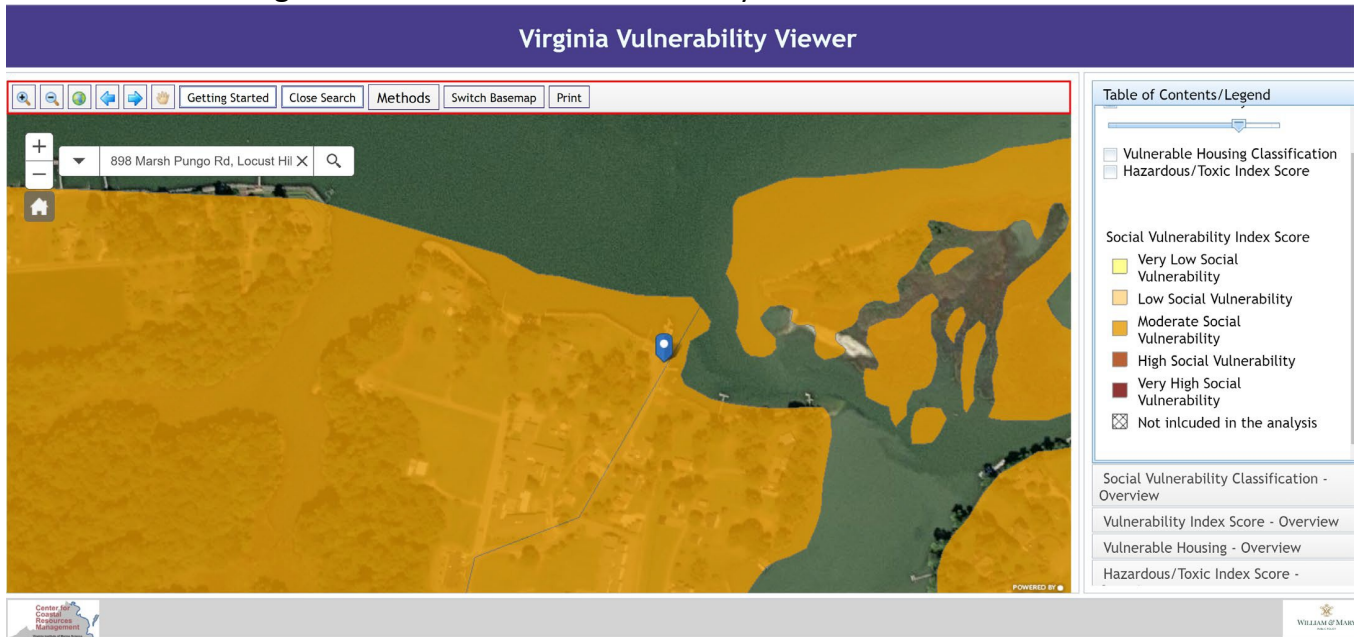 Virginia Vulnerability Viewer
Getting Started
Close Search
Methods
Switch Basemap
Print
Table of Contents/Legend
+
898 Marsh Pungo Rd, Locust Hil
−
Vulnerable Housing Classification
Hazardous/Toxic Index Score
Social Vulnerability Index Score
Very Low Social
Vulnerability
Low Social Vulnerability
Moderate Social
Vulnerability
High Social Vulnerability
Very High Social
Vulnerability
Not inlcuded in the analysis
Social Vulnerability Classification -
Overview
Vulnerability Index Score - Overview
Vulnerable Housing - Overview
Hazardous/Toxic Index Score -
POWERED BY
Center for
Coastal
Resources
Management
WILLIAM & MARY